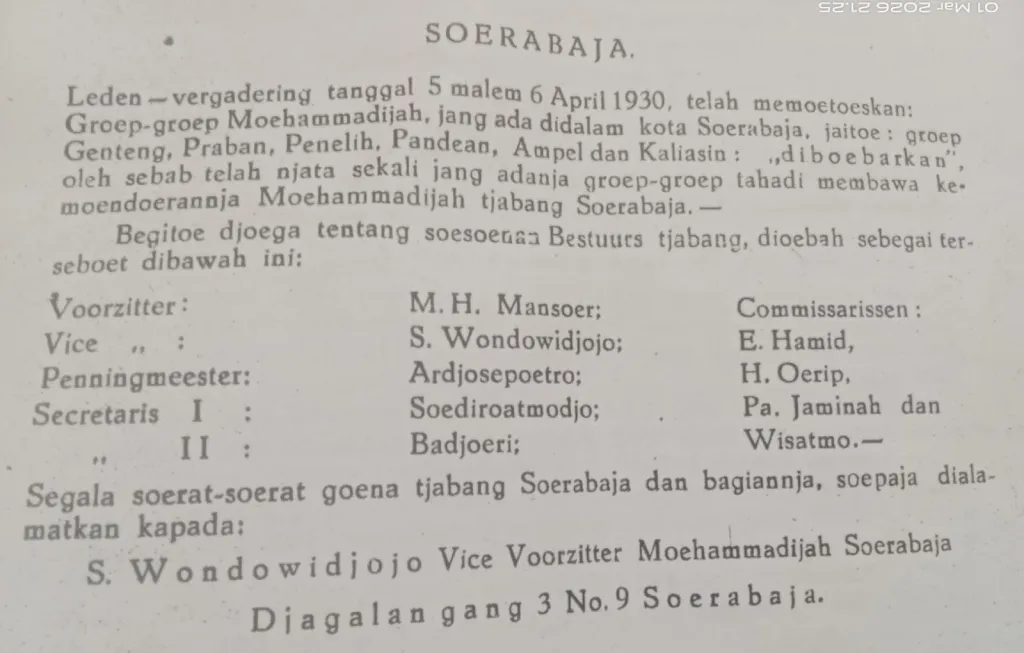 01 Mar 2026 21.25
SOERABAJA.
Leden — vergadering tanggal 5 malem 6 April 1930, telah memoetoeskan:
Groep-groep Moehammadijah, jang ada didalam kota Soerabaja, jaitoe : groep
Genteng, Praban, Penelih, Pandean, Ampel dan Kaliasin : „diboebarkan",
oleh sebab telah njata sekali jang adanja groep-groep tahadi membawa ke-
moendoerannja Moehammadijah tjabang Soerabaja. —
Begitoe djoega tentang soesoenan Bestuurs tjabang, dioebah sebegai ter-
seboet dibawah ini:
Voorzitter : M. H. Mansoer; Commissarissen :
Vice „ : S. Wondowidjojo; E. Hamid,
Penningmeester: Ardjosepoetro; H. Oerip,
Secretaris I : Soediroatmodjo; Pa. Jaminah dan
„ II : Badjoeri; Wisatmo.—
Segala soerat-soerat goena tjabang Soerabaja dan bagiannja, soepaja diala-
matkan kapada:
S. Wondowidjojo Vice Voorzitter Moehammadijah Soerabaja
Djagalan gang 3 No. 9 Soerabaja.